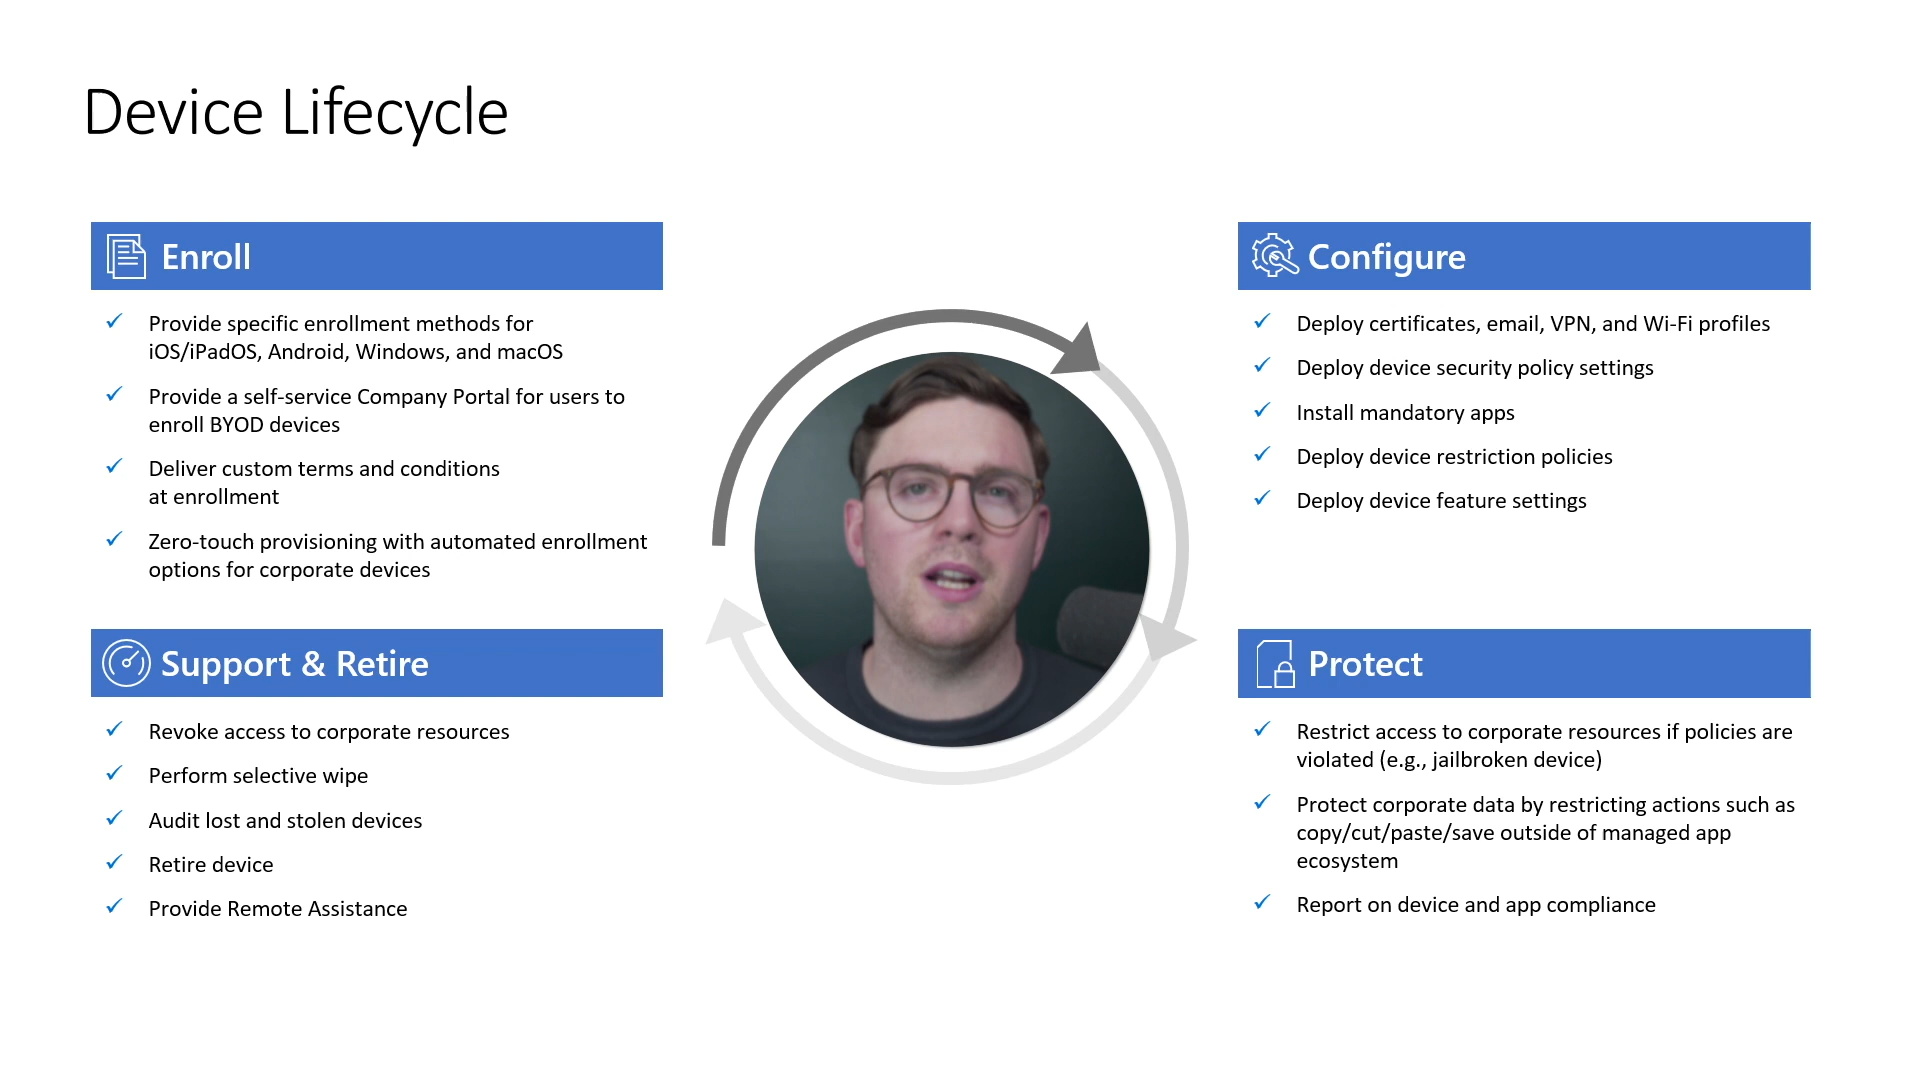 Device Lifecycle
Enroll
Provide specific enrollment methods for
iOS/iPadOS, Android, Windows, and macOS
Provide a self-service Company Portal for users to
enroll BYOD devices
Deliver custom terms and conditions
at enrollment
Zero-touch provisioning with automated enrollment
options for corporate devices
Configure
Deploy certificates, email, VPN, and Wi-Fi profiles
Deploy device security policy settings
Install mandatory apps
Deploy device restriction policies
Deploy device feature settings
Support & Retire
Revoke access to corporate resources
Perform selective wipe
Audit lost and stolen devices
Retire device
Provide Remote Assistance
Protect
Restrict access to corporate resources if policies are
violated (e.g., jailbroken device)
Protect corporate data by restricting actions such as
copy/cut/paste/save outside of managed app
ecosystem
Report on device and app compliance